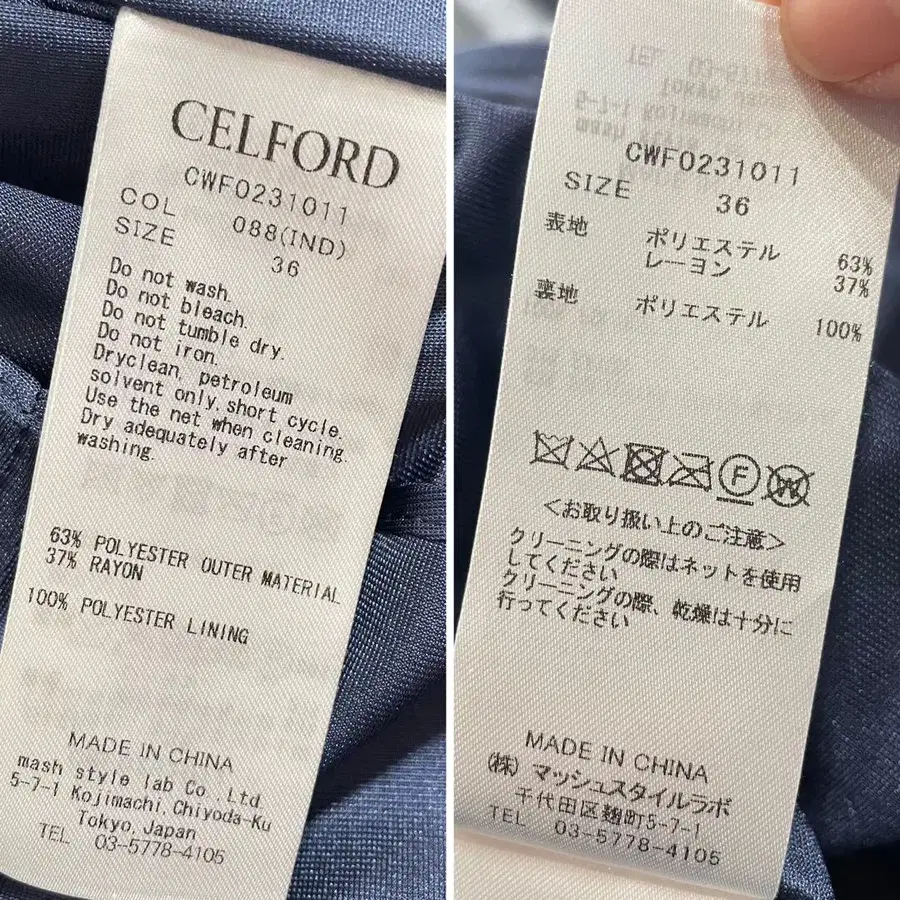 CELFORD
CWF0231011
COL 088(IND)
SIZE 36
Do not wash.
Do not bleach.
Do not tumble dry.
Do not iron.
Dryclean, petroleum
solvent only,short cycle.
Use the net when cleaning.
Dry adequately after
washing.
63% POLYESTER OUTER MATERIAL
37% RAYON
100% POLYESTER LINING
MADE IN CHINA
mash style lab Co.,Ltd
5-7-1 Kojimachi,Chiyoda-Ku
Tokyo,Japan
TEL 03-5778-4105
CWF0231011
SIZE 36
表地 ポリエステル 63%
レーヨン 37%
裏地 ポリエステル 100%
F
W
<お取り扱い上のご注意>
クリーニングの際はネットを使用
してください
クリーニングの際、乾燥は十分に
行ってください
MADE IN CHINA
(株) マッシュスタイルラボ
千代田区麹町5-7-1
TEL 03-5778-4105